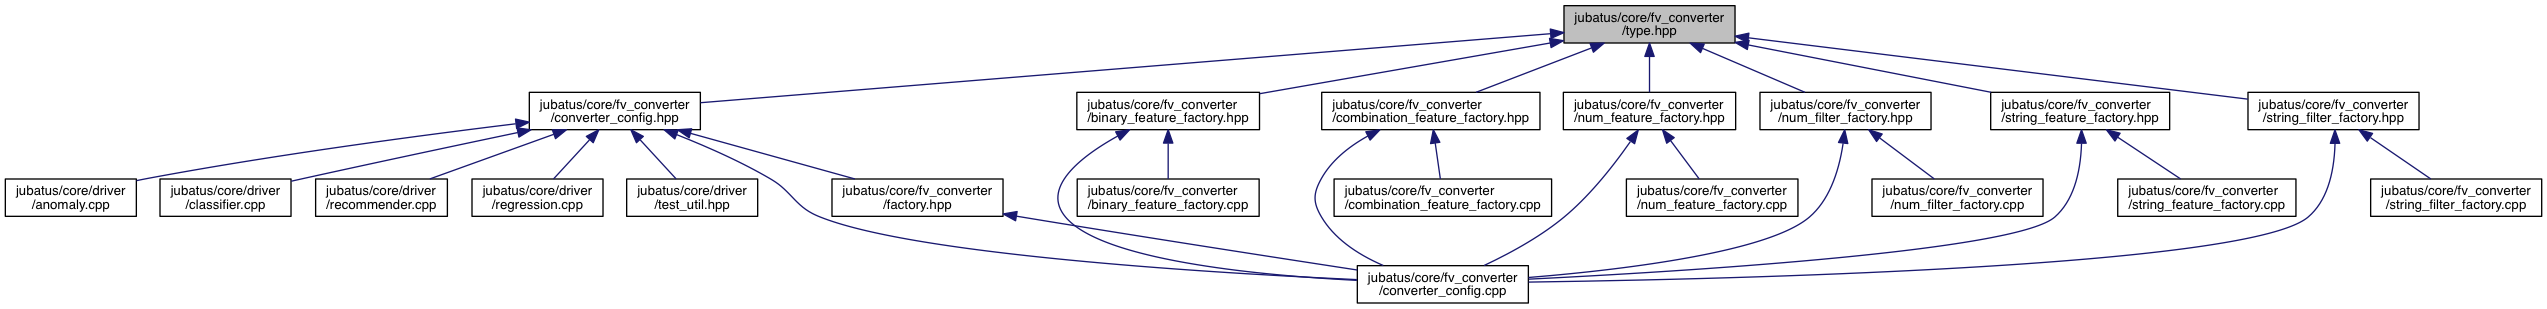 jubatus/core/fv_converter
/type.hpp
jubatus/core/fv_converter
/converter_config.hpp
jubatus/core/fv_converter
/binary_feature_factory.hpp
jubatus/core/fv_converter
/combination_feature_factory.hpp
jubatus/core/fv_converter
/num_feature_factory.hpp
jubatus/core/fv_converter
/num_filter_factory.hpp
jubatus/core/fv_converter
/string_feature_factory.hpp
jubatus/core/fv_converter
/string_filter_factory.hpp
jubatus/core/driver
/anomaly.cpp
jubatus/core/driver
/classifier.cpp
jubatus/core/driver
/recommender.cpp
jubatus/core/driver
/regression.cpp
jubatus/core/driver
/test_util.hpp
jubatus/core/fv_converter
/factory.hpp
jubatus/core/fv_converter
/binary_feature_factory.cpp
jubatus/core/fv_converter
/combination_feature_factory.cpp
jubatus/core/fv_converter
/num_feature_factory.cpp
jubatus/core/fv_converter
/num_filter_factory.cpp
jubatus/core/fv_converter
/string_feature_factory.cpp
jubatus/core/fv_converter
/string_filter_factory.cpp
jubatus/core/fv_converter
/converter_config.cpp